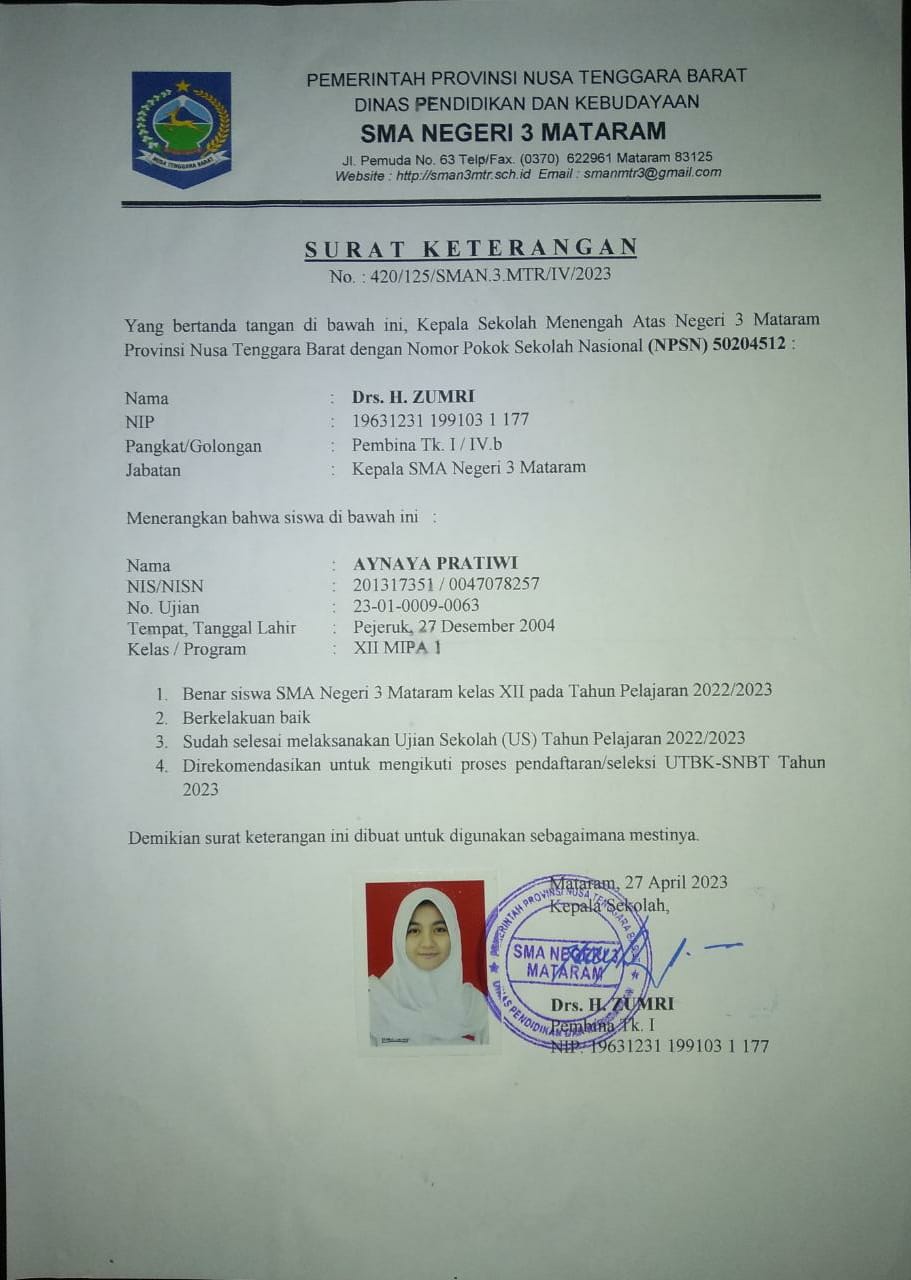 PEMERINTAH PROVINSI NUSA TENGGARA BARAT
DINAS PENDIDIKAN DAN KEBUDAYAAN
SMA NEGERI 3 MATARAM
Jl. Pemuda No. 63 Telp/Fax. (0370) 622961 Mataram 83125
Website : http://sman3mtr.sch.id Email : smanmtr3@gmail.com
NUSA TENGGARA BARAT
SURAT KETERANGAN
No. : 420/125/SMAN.3.MTR/IV/2023
Yang bertanda tangan di bawah ini, Kepala Sekolah Menengah Atas Negeri 3 Mataram
Provinsi Nusa Tenggara Barat dengan Nomor Pokok Sekolah Nasional (NPSN) 50204512 :
Nama : Drs. H. ZUMRI
NIP : 19631231 199103 1 177
Pangkat/Golongan : Pembina Tk. I / IV.b
Jabatan : Kepala SMA Negeri 3 Mataram
Menerangkan bahwa siswa di bawah ini :
Nama : AYNAYA PRATIWI
NIS/NISN : 201317351 / 0047078257
No. Ujian : 23-01-0009-0063
Tempat, Tanggal Lahir : Pejeruk, 27 Desember 2004
Kelas / Program : XII MIPA 1
1. Benar siswa SMA Negeri 3 Mataram kelas XII pada Tahun Pelajaran 2022/2023
2. Berkelakuan baik
3. Sudah selesai melaksanakan Ujian Sekolah (US) Tahun Pelajaran 2022/2023
4. Direkomendasikan untuk mengikuti proses pendaftaran/seleksi UTBK-SNBT Tahun
2023
Demikian surat keterangan ini dibuat untuk digunakan sebagaimana mestinya.
Mataram, 27 April 2023
Kepala Sekolah,
PEMERINTAH PROVINSI NUSA TENGGARA BARAT
SMA NEGERI 3
MATARAM
DINAS PENDIDIKAN DAN
Drs. H. ZUMRI
Pembina Tk. I
NIP. 19631231 199103 1 177